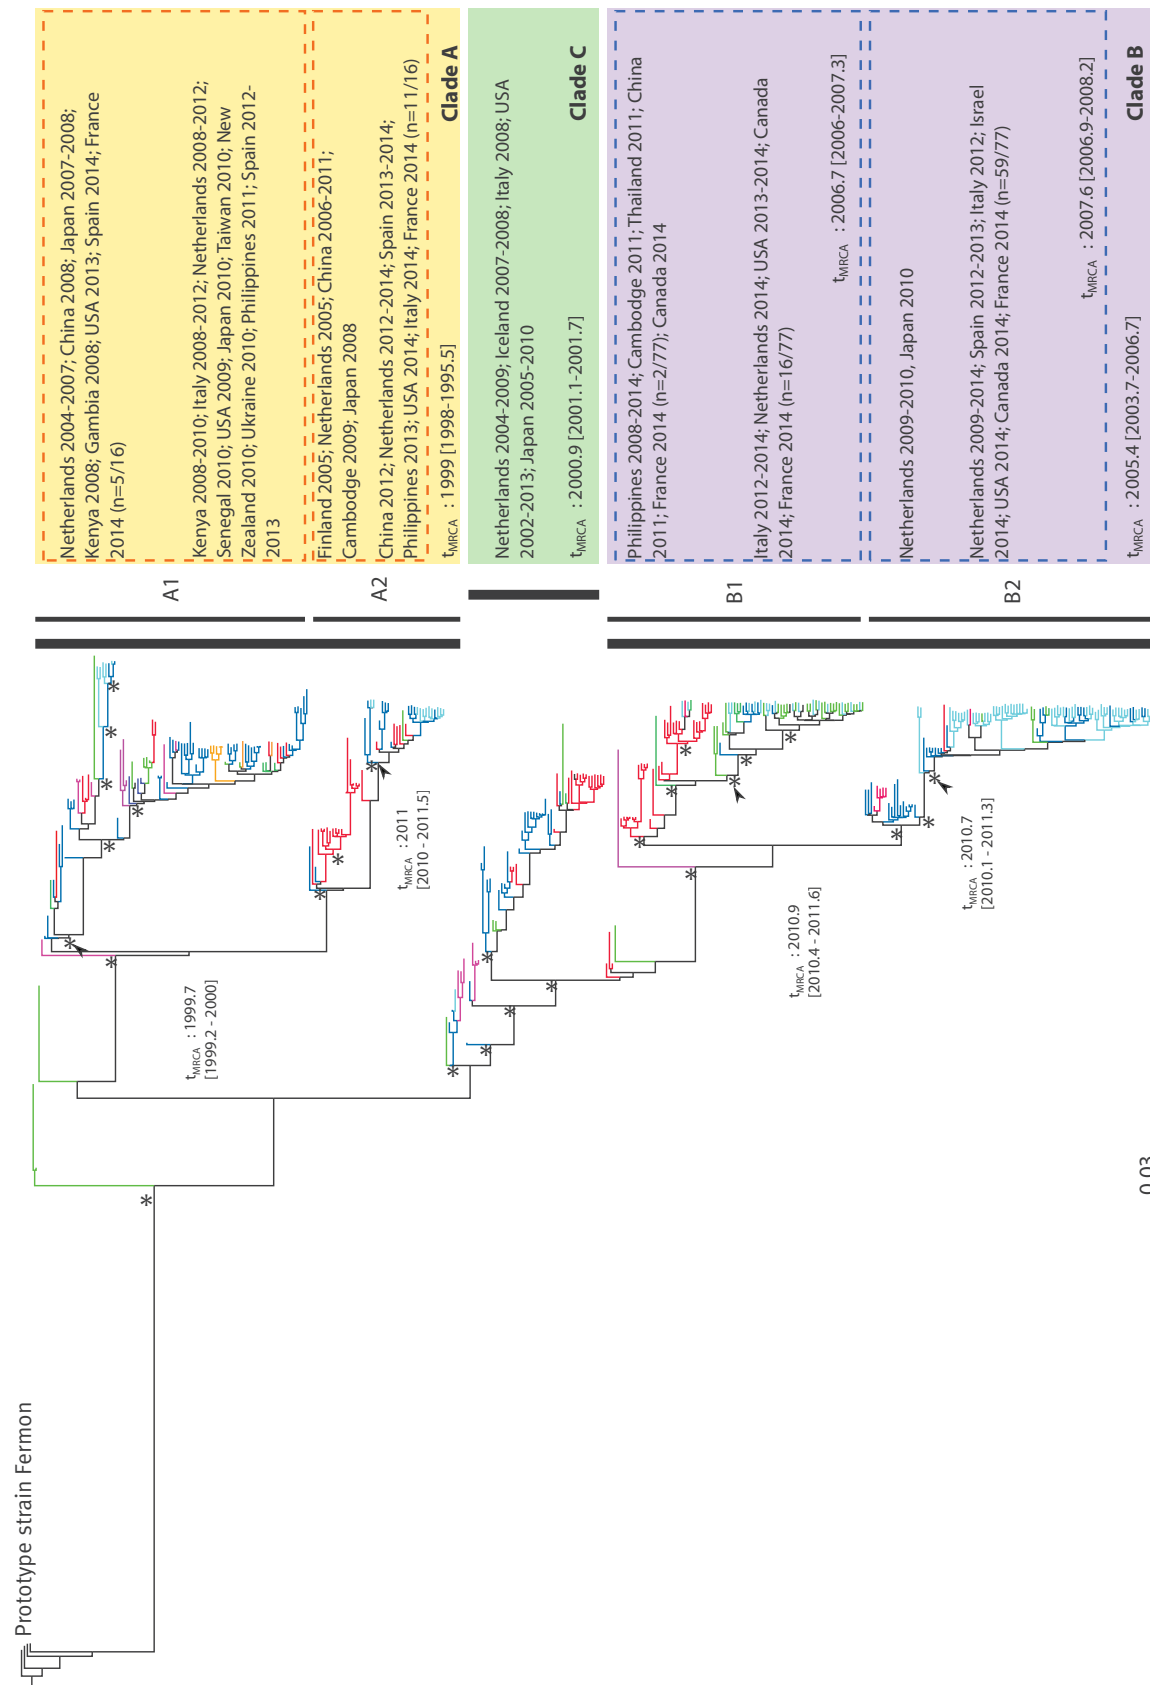 Prototype strain Fermon
Netherlands 2004-2007; China 2008; Japan 2007-2008;
Kenya 2008; Gambia 2008; USA 2013; Spain 2014; France
2014 (n=5/16)
Kenya 2008-2010; Italy 2008-2012; Netherlands 2008-2012;
Senegal 2010; USA 2009; Japan 2010; Taiwan 2010; New
Zealand 2010; Ukraine 2010; Philippines 2011; Spain 2012-
2013
A1
Finland 2005; Netherlands 2005; China 2006-2011;
Cambodge 2009; Japan 2008
China 2012; Netherlands 2012-2014; Spain 2013-2014;
Philippines 2013; USA 2014; Italy 2014; France 2014 (n=11/16)
A2
tMRCA : 1999 [1998-1995.5]
Clade A
Netherlands 2004-2009; Iceland 2007-2008; Italy 2008; USA
2002-2013; Japan 2005-2010
tMRCA : 2000.9 [2001.1-2001.7]
Clade C
Philippines 2008-2014; Cambodge 2011; Thailand 2011; China
2011; France 2014 (n=2/77); Canada 2014
Italy 2012-2014; Netherlands 2014; USA 2013-2014; Canada
2014; France 2014 (n=16/77)
tMRCA : 2006.7 [2006-2007.3]
B1
Netherlands 2009-2010, Japan 2010
Netherlands 2009-2014; Spain 2012-2013; Italy 2012; Israel
2014; USA 2014; Canada 2014; France 2014 (n=59/77)
tMRCA : 2007.6 [2006.9-2008.2]
B2
tMRCA : 2005.4 [2003.7-2006.7]
Clade B
tMRCA : 1999.7
[1999.2 - 2000]
tMRCA : 2011
[2010 - 2011.5]
tMRCA : 2010.9
[2010.4 - 2011.6]
tMRCA : 2010.7
[2010.1 - 2011.3]
0.03